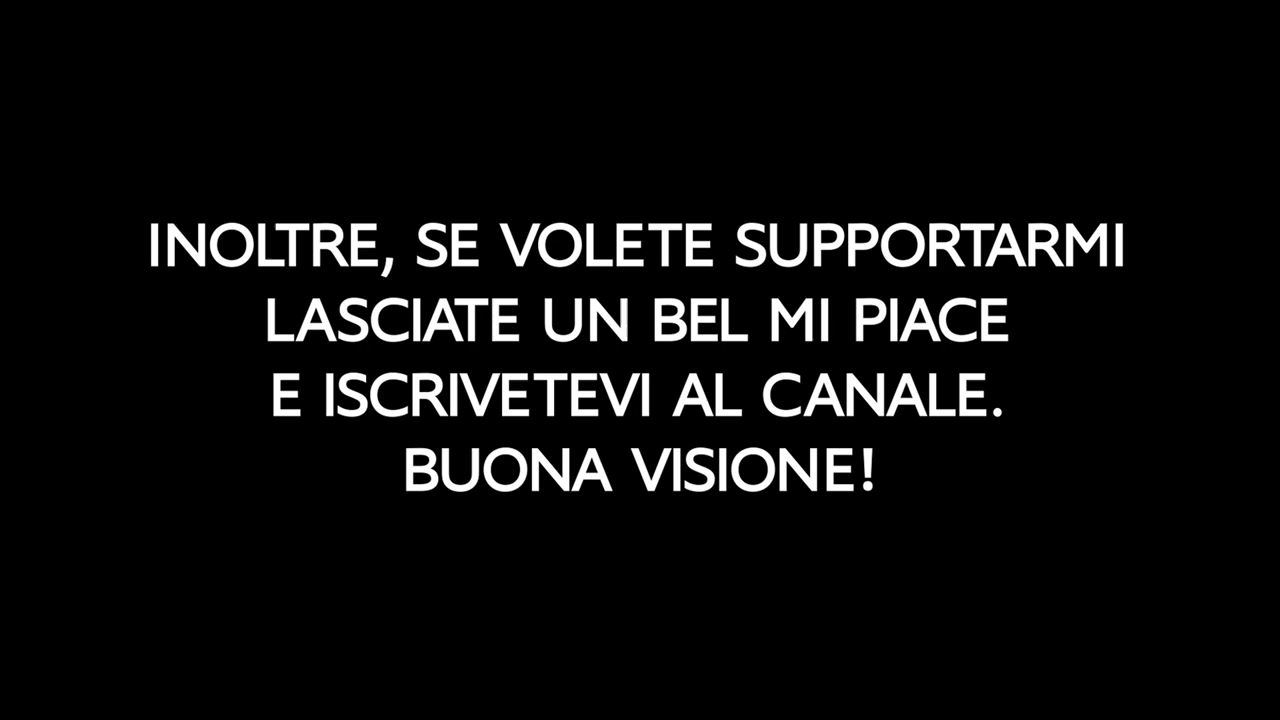 INOLTRE, SE VOLETE SUPPORTARMI
LASCIATE UN BEL MI PIACE
E ISCRIVETEVI AL CANALE.
BUONA VISIONE!